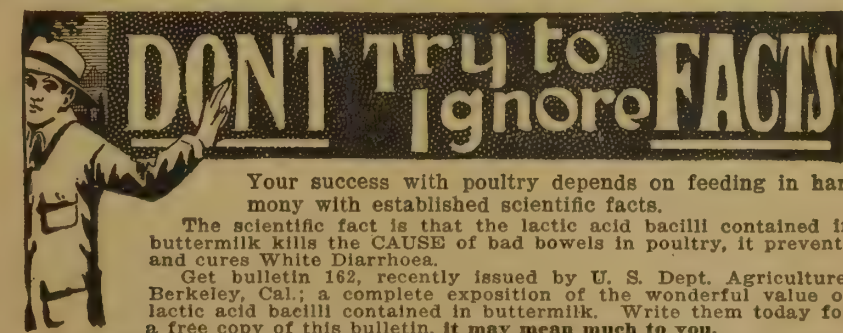 DON'T Try to
Ignore FACTS
Your success with poultry depends on feeding in har
mony with established scientific facts.
The scientific fact is that the lactic acid bacilli contained i
buttermilk kills the CAUSE of bad bowels in poultry, it prevent
and cures White Diarrhoea.
Get bulletin 162, recently issued by U. S. Dept. Agriculture
Berkeley, Cal.; a complete exposition of the wonderful value o
lactic acid bacilli contained in buttermilk. Write them today fo
a free copy of this bulletin, it may mean much to you.